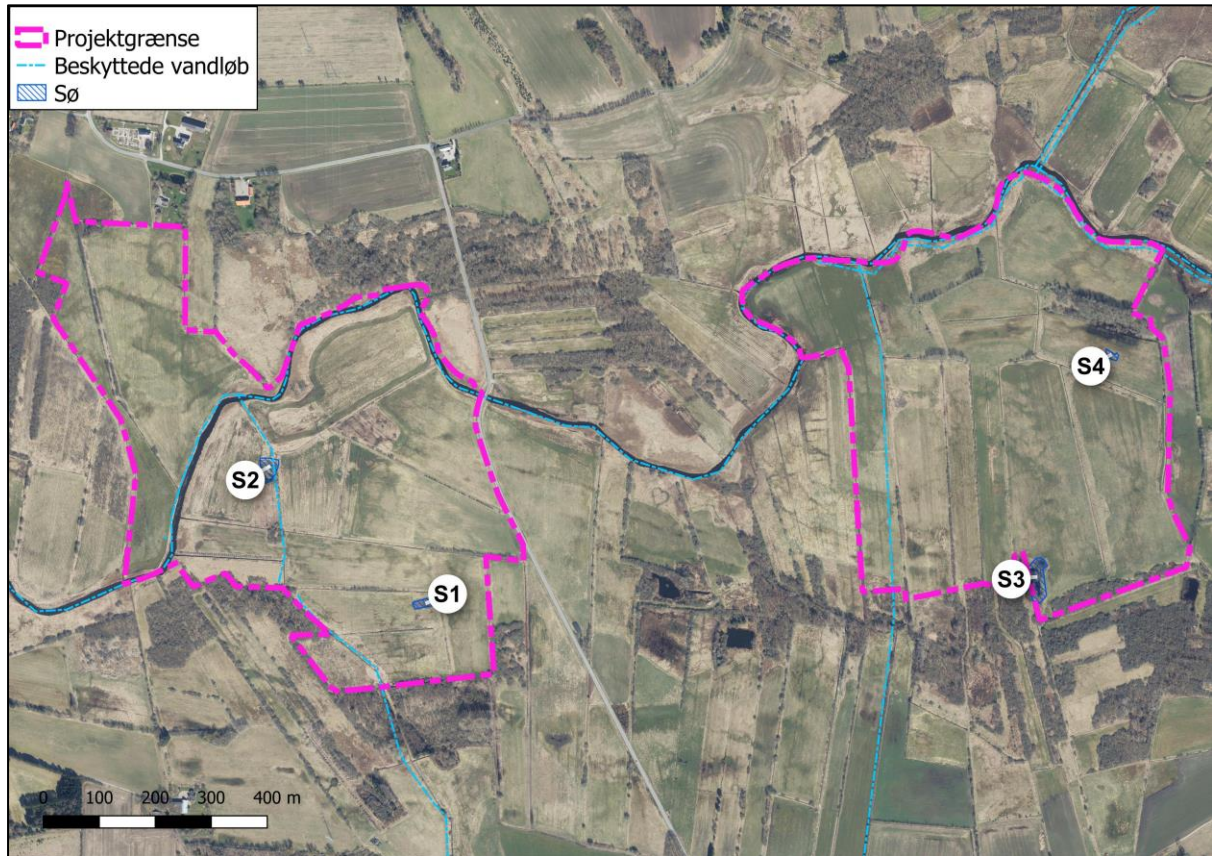 Projektgrænse
Beskyttede vandløb
Sø
S4
S2
S3
S1
0 100 200 300 400 m